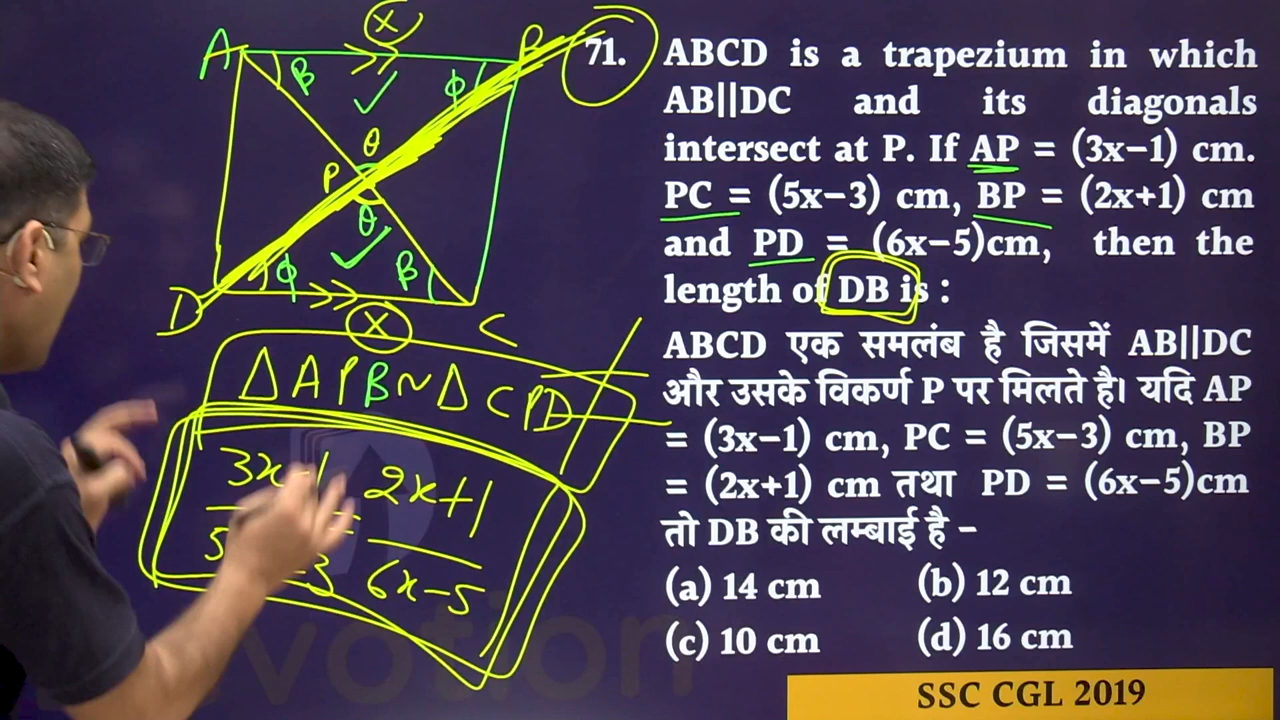 71. ABCD is a trapezium in which
AB||DC and its diagonals
intersect at P. If AP = (3x−1) cm.
PC = (5x−3) cm, BP = (2x+1) cm
and PD = (6x−5)cm, then the
length of DB is :
ABCD एक समलंब है जिसमें AB||DC
और उसके विकर्ण P पर मिलते है। यदि AP
= (3x−1) cm, PC = (5x−3) cm, BP
= (2x+1) cm तथा PD = (6x−5)cm
तो DB की लम्बाई है −
(a) 14 cm (b) 12 cm
(c) 10 cm (d) 16 cm
SSC CGL 2019
X
A B
β ϕ
θ
P
θ
ϕ β
D C
X
Δ A P B ~ Δ C P D
2x+1
6x-5